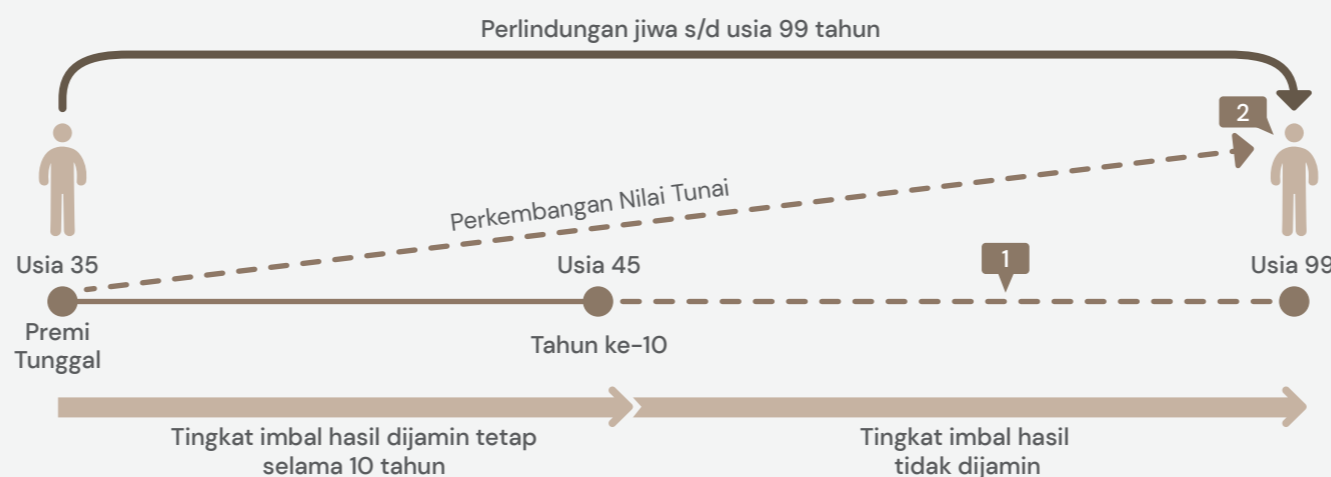 Perlindungan jiwa s/d usia 99 tahun
2
Perkembangan Nilai Tunai
Usia 35
Usia 45
1
Usia 99
Premi
Tunggal
Tahun ke-10
Tingkat imbal hasil dijamin tetap
selama 10 tahun
Tingkat imbal hasil
tidak dijamin